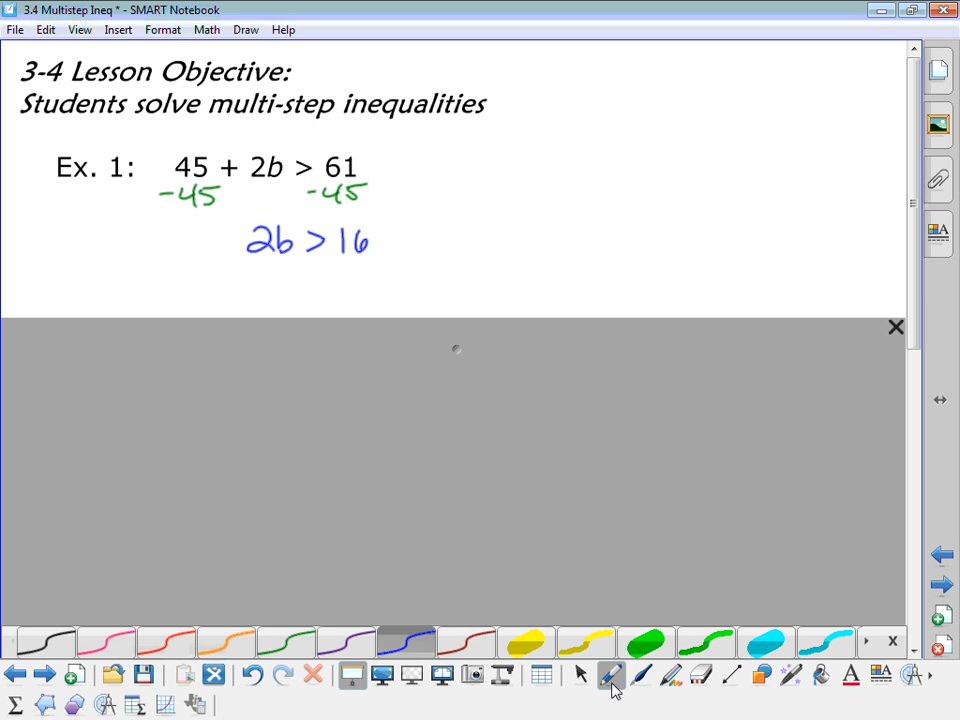 3.4 Multistep Ineq * - SMART Notebook
File Edit View Insert Format Math Draw Help
3-4 Lesson Objective:
Students solve multi-step inequalities
Ex. 1: 45 + 2b > 61
-45 -45
2b > 16